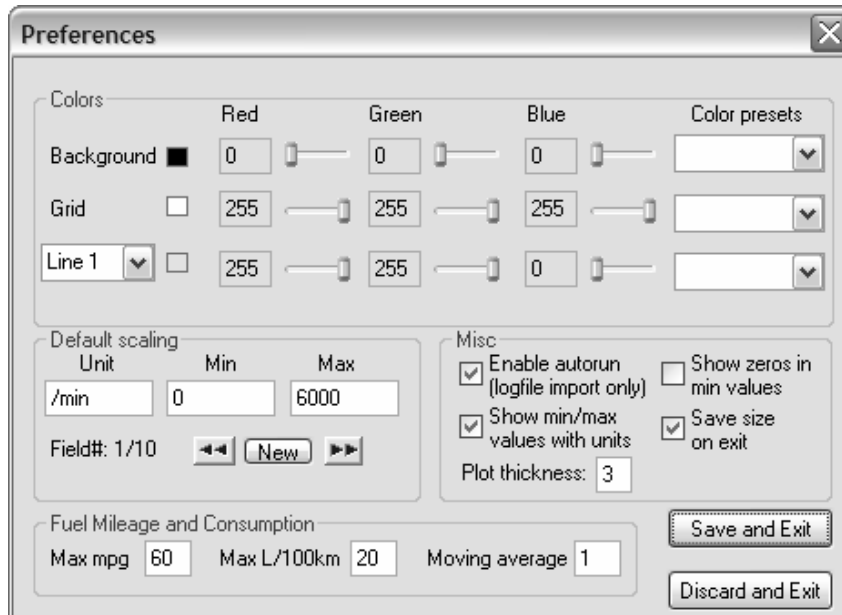 Preferences
Colors
Red Green Blue Color presets
Background 0 0 0
Grid 255 255 255
Line 1 255 255 0
Default scaling
Unit Min Max
/min 0 6000
Field#: 1/10 New
Misc
Enable autorun
(logfile import only)
Show zeros in
min values
Show min/max
values with units
Save size
on exit
Plot thickness: 3
Fuel Mileage and Consumption
Max mpg 60 Max L/100km 20 Moving average 1
Save and Exit
Discard and Exit